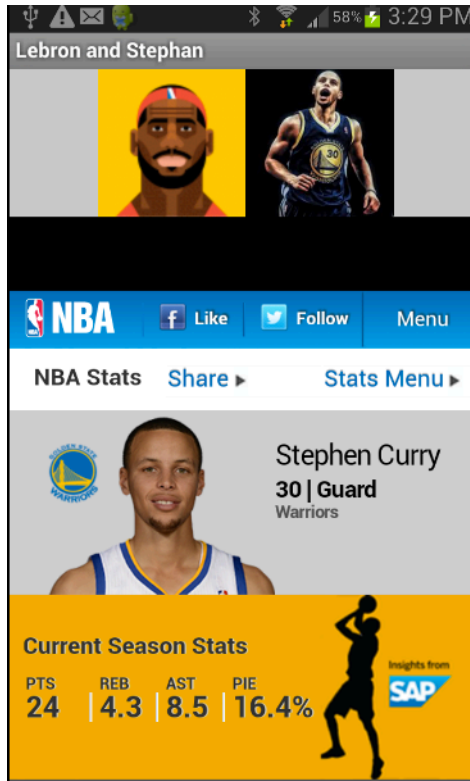 58% 3:29 PM
Lebron and Stephan
30
NBA f Like Follow Menu
NBA Stats Share Stats Menu
GOLDEN STATE
WARRIORS
Stephen Curry
30 | Guard
Warriors
Current Season Stats
PTS REB AST PIE
24 4.3 8.5 16.4%
Insights from
SAP